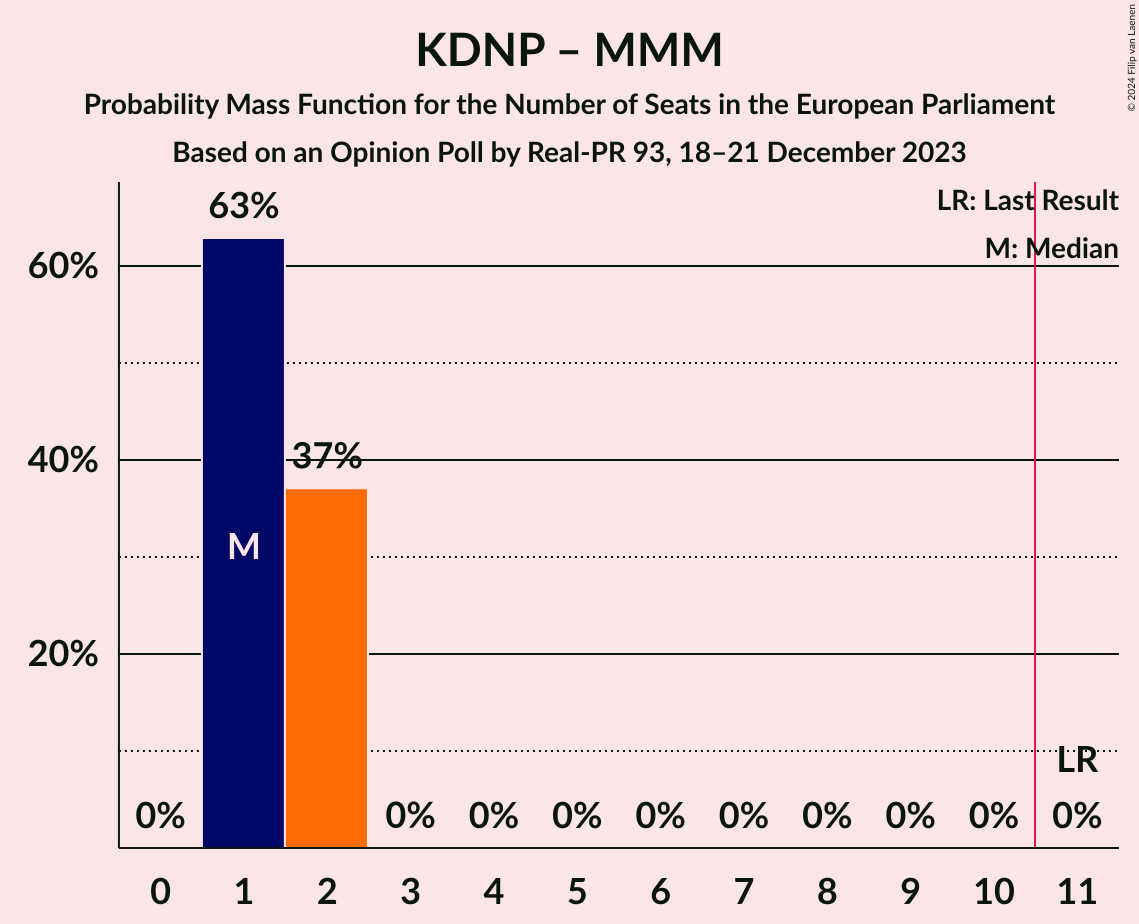 KDNP – MMM
Probability Mass Function for the Number of Seats in the European Parliament
Based on an Opinion Poll by Real-PR 93, 18–21 December 2023
© 2024 Filip van Laenen
LR: Last Result
M: Median
63%
60%
37%
40%
M
20%
LR
0% 0% 0% 0% 0% 0% 0% 0% 0% 0%
0 1 2 3 4 5 6 7 8 9 10 11